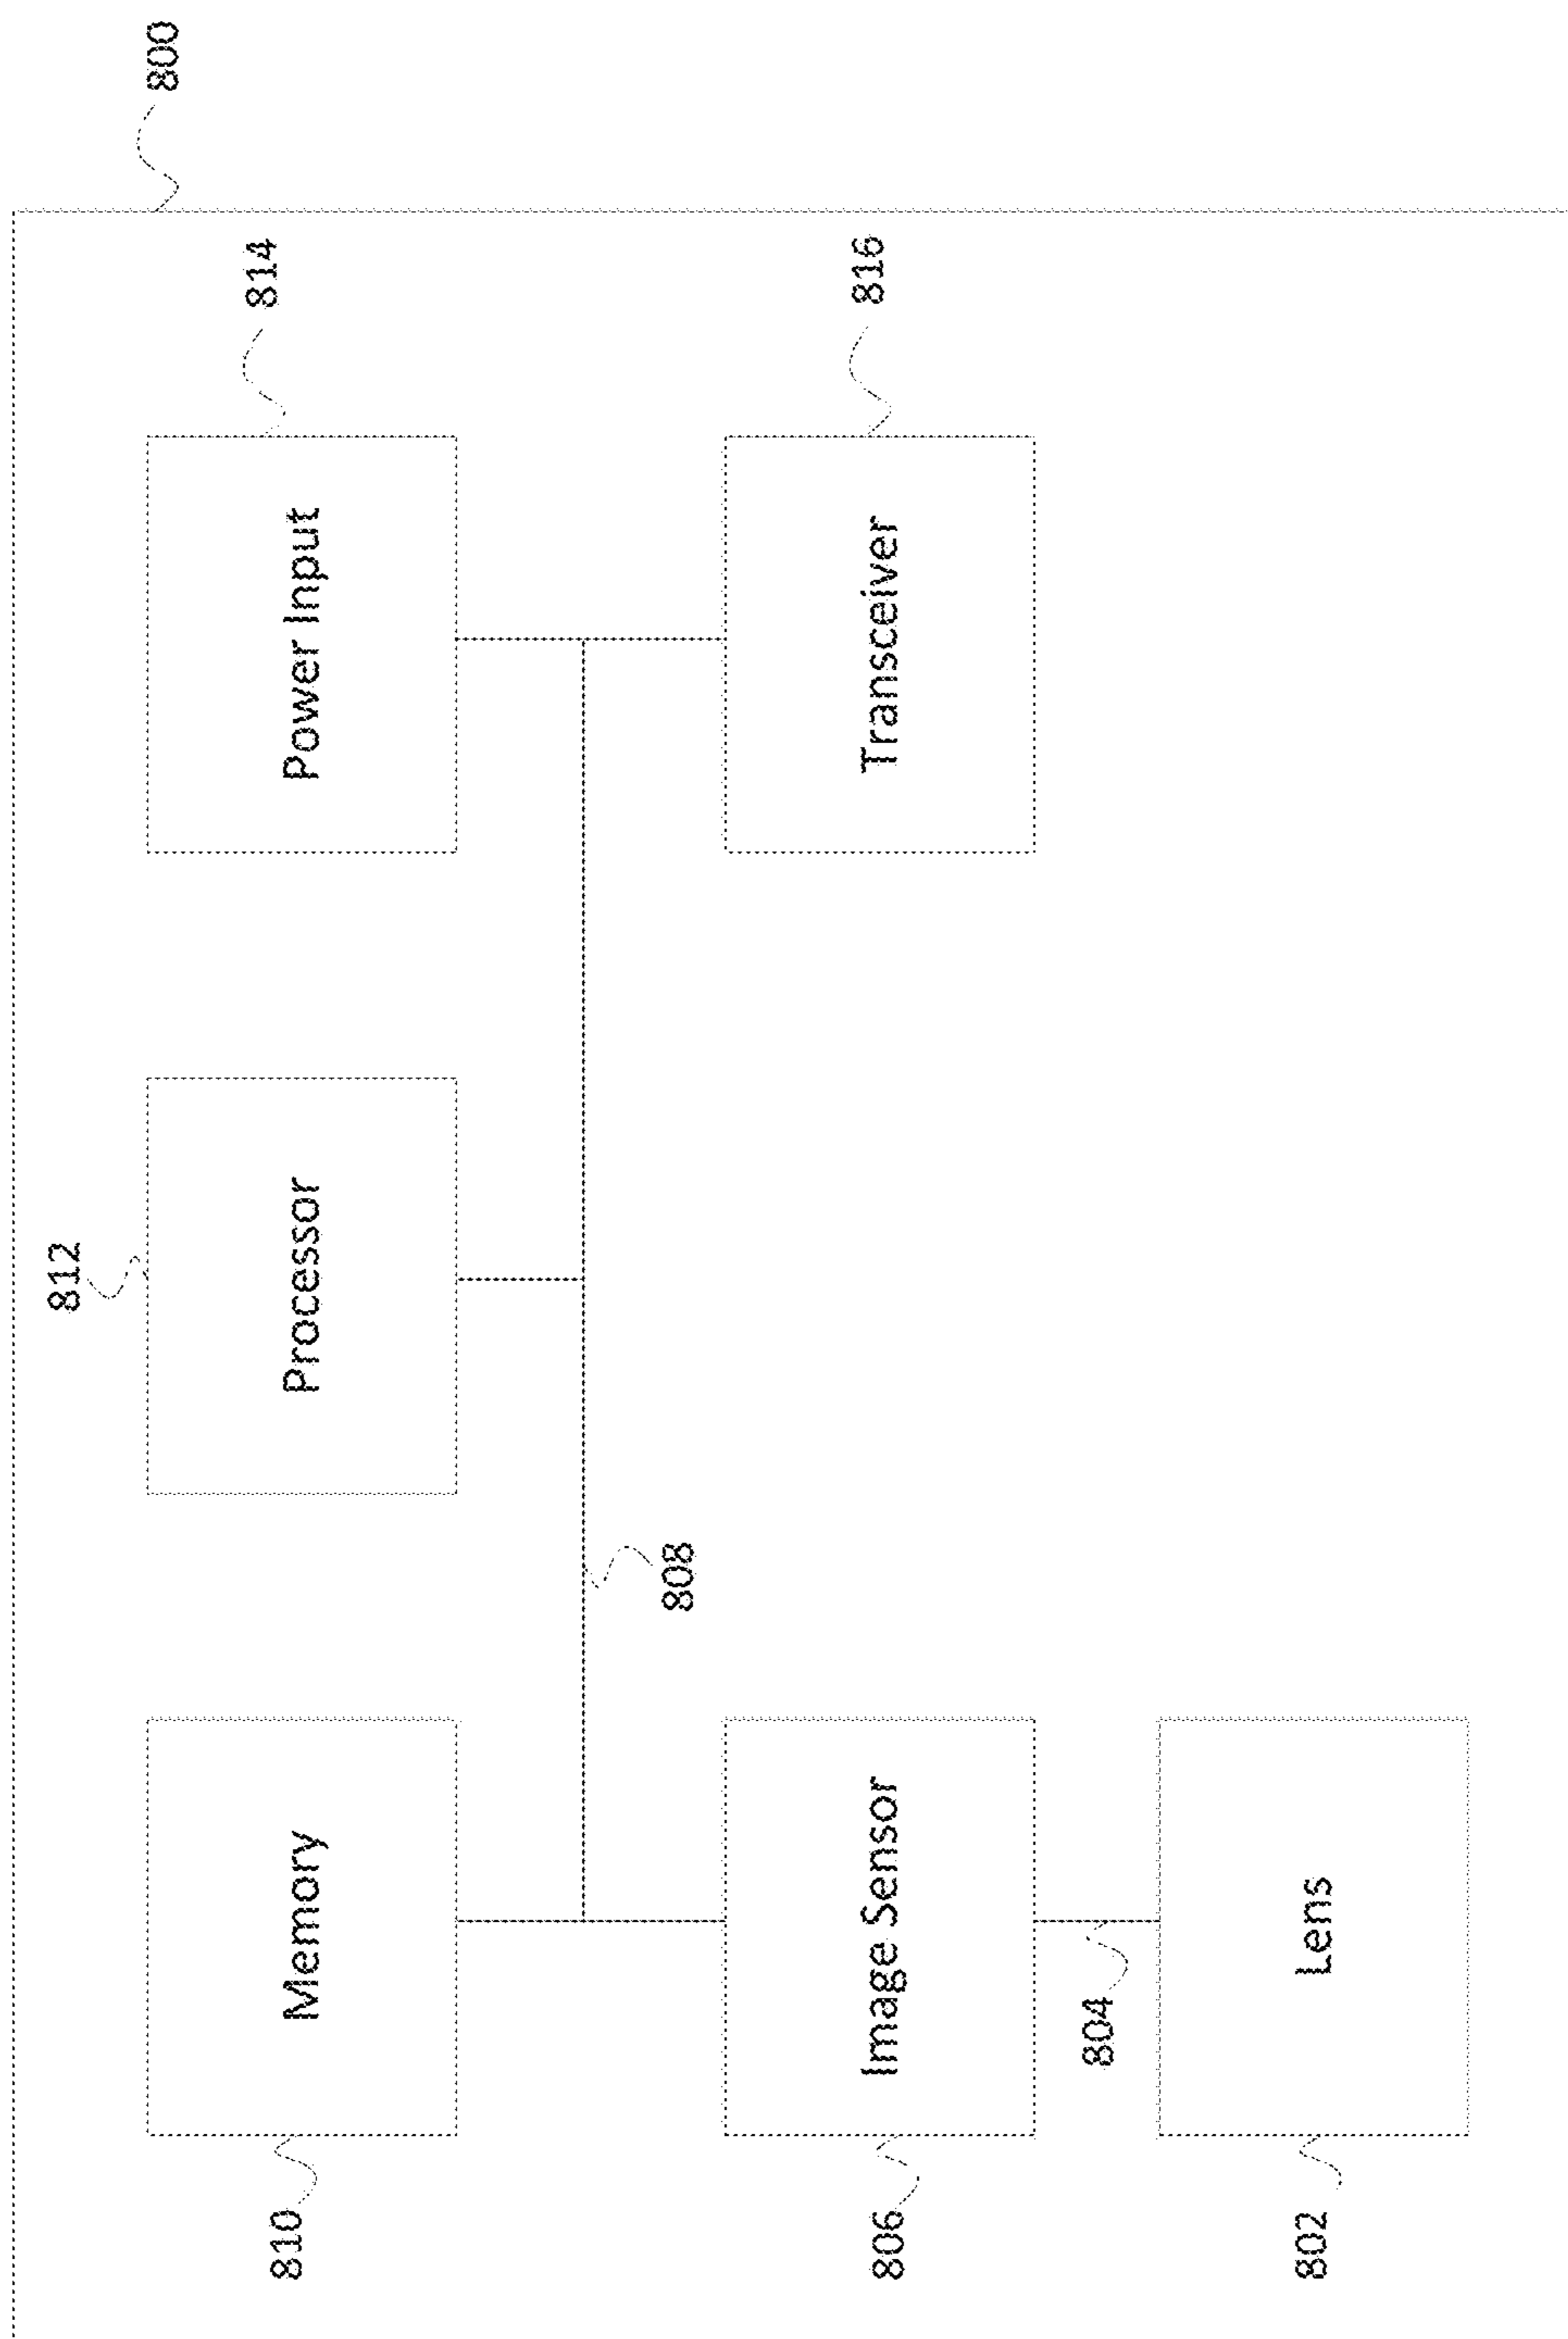 812
800
810
Memory
Processor
Power Input
814
808
806
Image Sensor
Transceiver
816
804
802
Lens